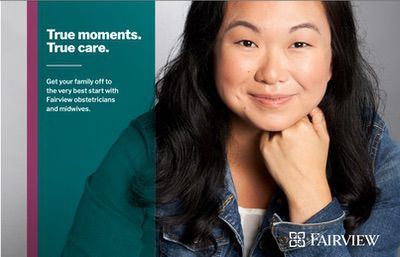 True moments.
True care.
Get your family off to
the very best start with
Fairview obstetricians
and midwives.
FAIRVIEW